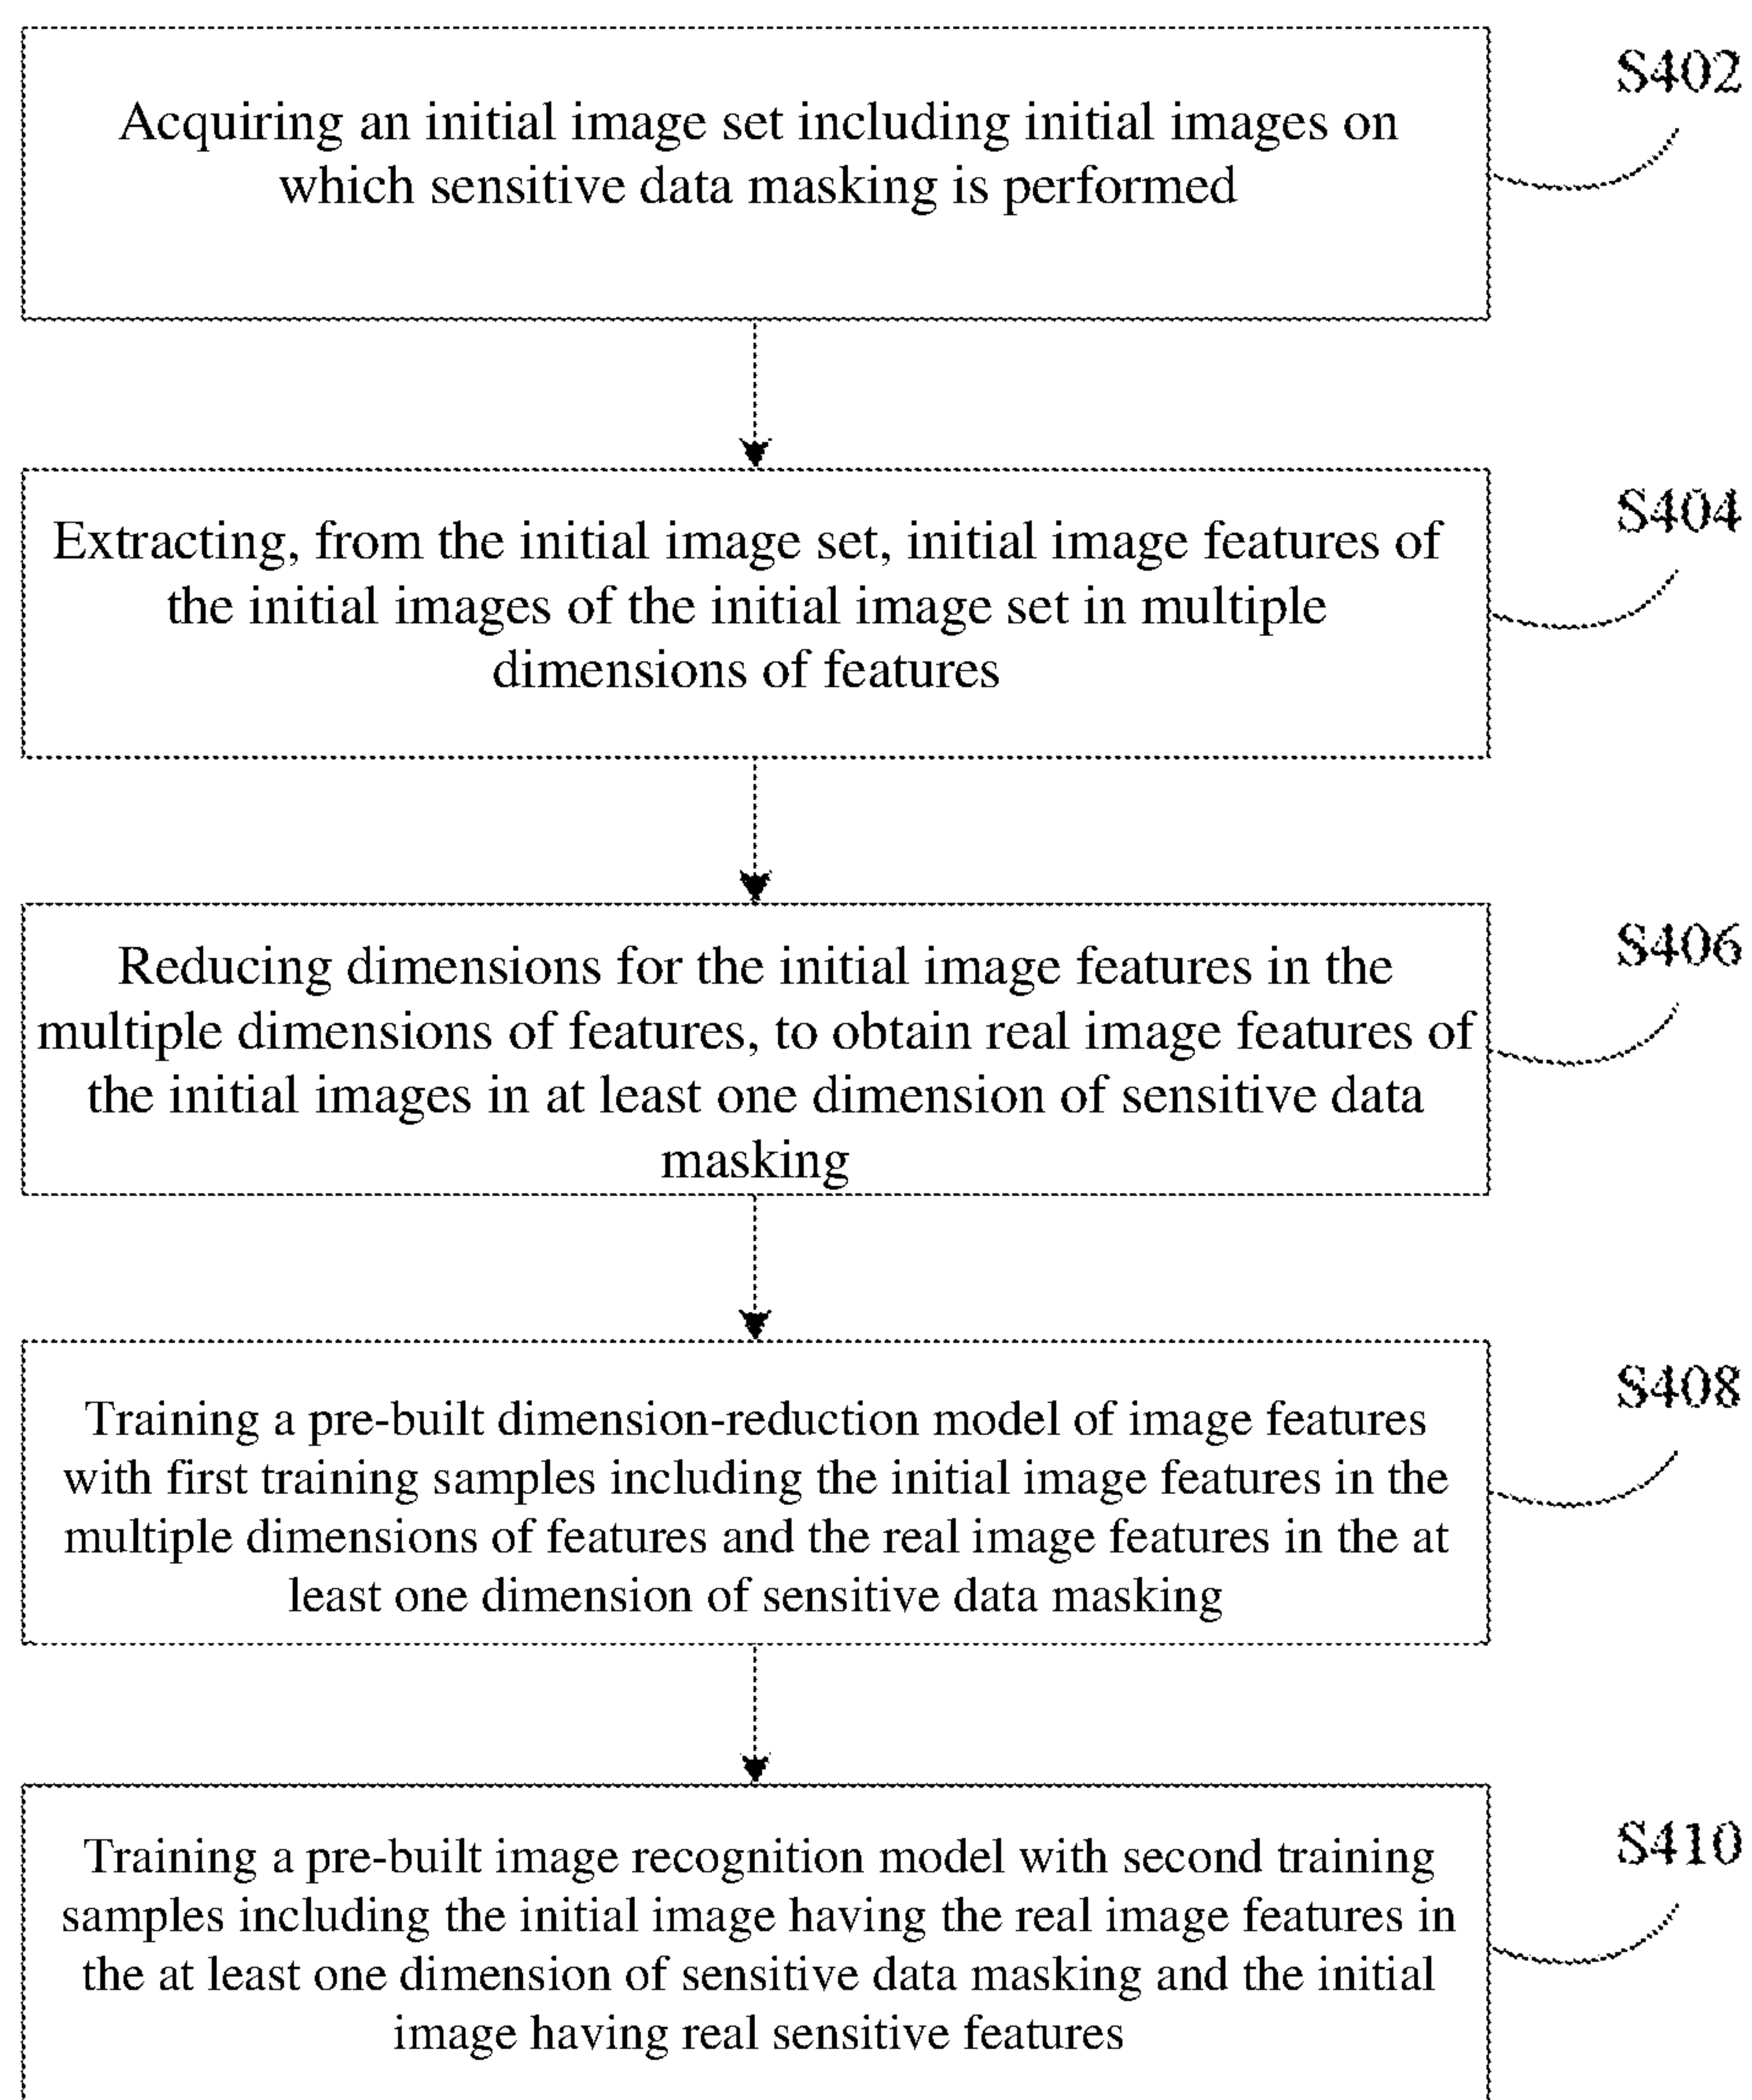 Acquiring an initial image set including initial images on
which sensitive data masking is performed
S402
Extracting, from the initial image set, initial image features of
the initial images of the initial image set in multiple
dimensions of features
S404
Reducing dimensions for the initial image features in the
multiple dimensions of features, to obtain real image features of
the initial images in at least one dimension of sensitive data
masking
S406
Training a pre-built dimension-reduction model of image features
with first training samples including the initial image features in the
multiple dimensions of features and the real image features in the at
least one dimension of sensitive data masking
S408
Training a pre-built image recognition model with second training
samples including the initial image having the real image features in
the at least one dimension of sensitive data masking and the initial
image having real sensitive features
S410